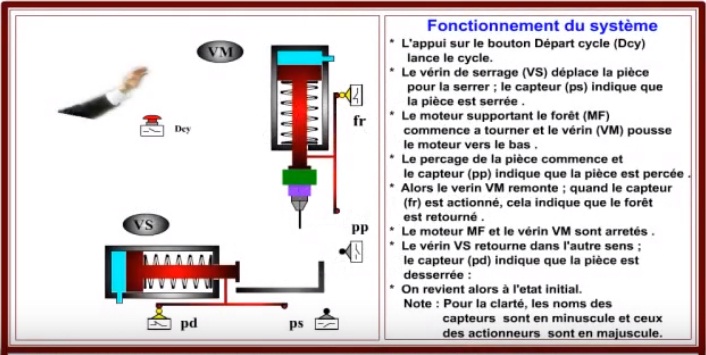 VM
fr
Dcy
VS
pp
pd
ps
Fonctionnement du système
* L'appui sur le bouton Départ cycle (Dcy)
lance le cycle.
* Le vérin de serrage (VS) déplace la pièce
pour la serrer ; le capteur (ps) indique que
la pièce est serrée .
* Le moteur supportant le forêt (MF)
commence a tourner et le vérin (VM) pousse
le moteur vers le bas .
* Le percage de la pièce commence et
le capteur (pp) indique que la pièce est percée .
* Alors le verin VM remonte ; quand le capteur
(fr) est actionné, cela indique que le forêt
est retourné .
* Le moteur MF et le vérin VM sont arretés .
* Le vérin VS retourne dans l'autre sens ;
le capteur (pd) indique que la pièce est
desserrée :
* On revient alors à l'etat initial.
Note : Pour la clarté, les noms des
capteurs sont en minuscule et ceux
des actionneurs sont en majuscule.